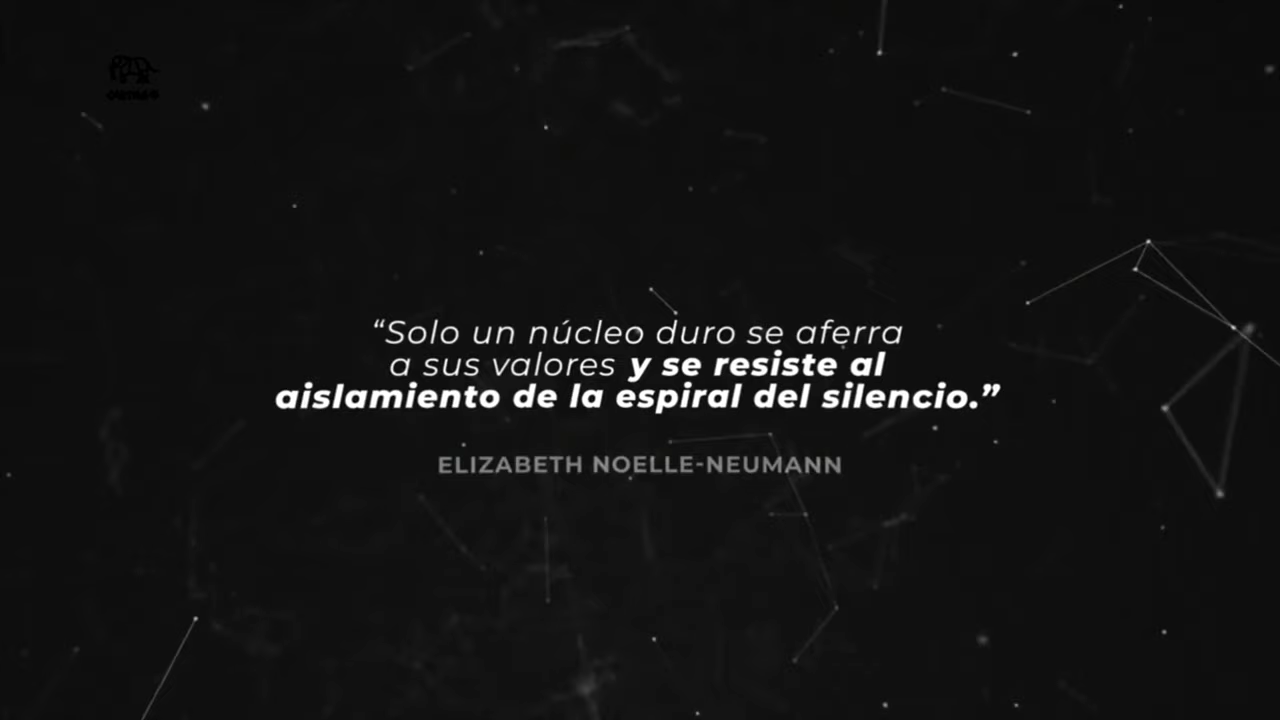 “Solo un núcleo duro se aferra
a sus valores y se resiste al
aislamiento de la espiral del silencio.”
ELIZABETH NOELLE-NEUMANN